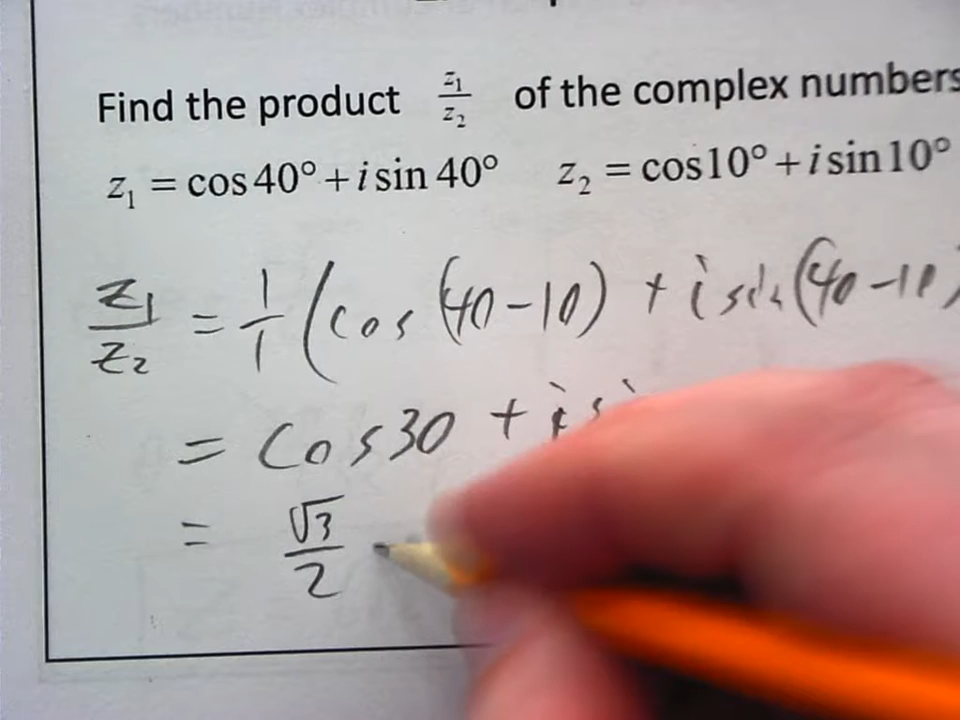 Find the product z₁/z₂ of the complex numbers
z₁ = cos 40° + i sin 40° z₂ = cos 10° + i sin 10°
z₁/z₂ = 1/1 (cos (40-10) + i sin (40-10)
= cos 30 + i si
= √3/2